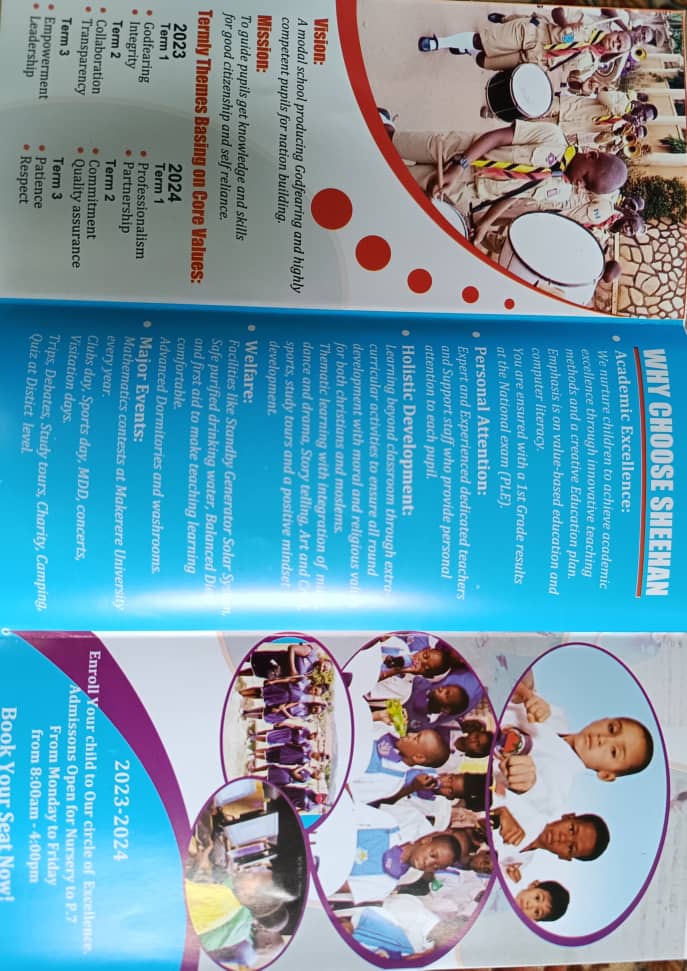 Vision:
A modal school producing Godfearing and highly
competent pupils for nation building.
Mission:
To guide pupils get knowledge and skills
for good citizenship and self reliance.
Termly Themes Basing on Core Values:
2023
Term 1
• Godfearing
• Integrity
Term 2
• Collaboration
• Transparency
Term 3
• Empowerment
• Leadership
2024
Term 1
• Professionalism
• Partnership
Term 2
• Commitment
• Quality assurance
Term 3
• Patience
• Respect
WHY CHOOSE SHEEHAN
• Academic Excellence:
We nurture children to achieve academic
excellence through innovative teaching
methods and a creative Education plan.
Emphasis is on value-based education and
computer literacy.
You are ensured with a 1st Grade results
at the National exam (PLE).
• Personal Attention:
Expert and Experienced dedicated teachers
and Support staff who provide personal
attention to each pupil.
• Holistic Development:
Learning beyond classroom through extra-
curricular activities to ensure all round
development with moral and religious
for both christians and moslems.
Thematic learning with integration of
dance and drama, Story telling, Art and
sports, study tours and a positive mindset
development.
• Welfare:
Facilities like Standby Generator Solar System,
Safe purified drinking water, Balanced
and first aid to make teaching learning
comfortable.
Advanced Dormitories and washrooms.
• Major Events:
Mathematics contests at Makerere University
every year.
Clubs day, Sports day, MDD, concerts,
Visitation days.
Trips, Debates, Study tours, Charity, Camping,
Quiz at District level.
2023-2024
Enroll Your child to Our circle of Excellence.
Admissons Open for Nursery to P.7
From Monday to Friday
from 8:00am - 4:00pm
Book Your Seat Now!